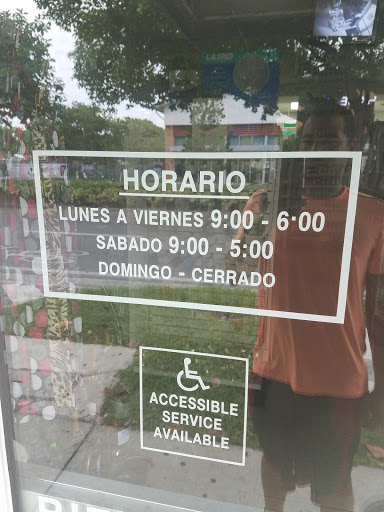 HORARIO
LUNES A VIERNES 9:00 - 6:00
SABADO 9:00 - 5:00
DOMINGO - CERRADO
ACCESSIBLE
SERVICE
AVAILABLE